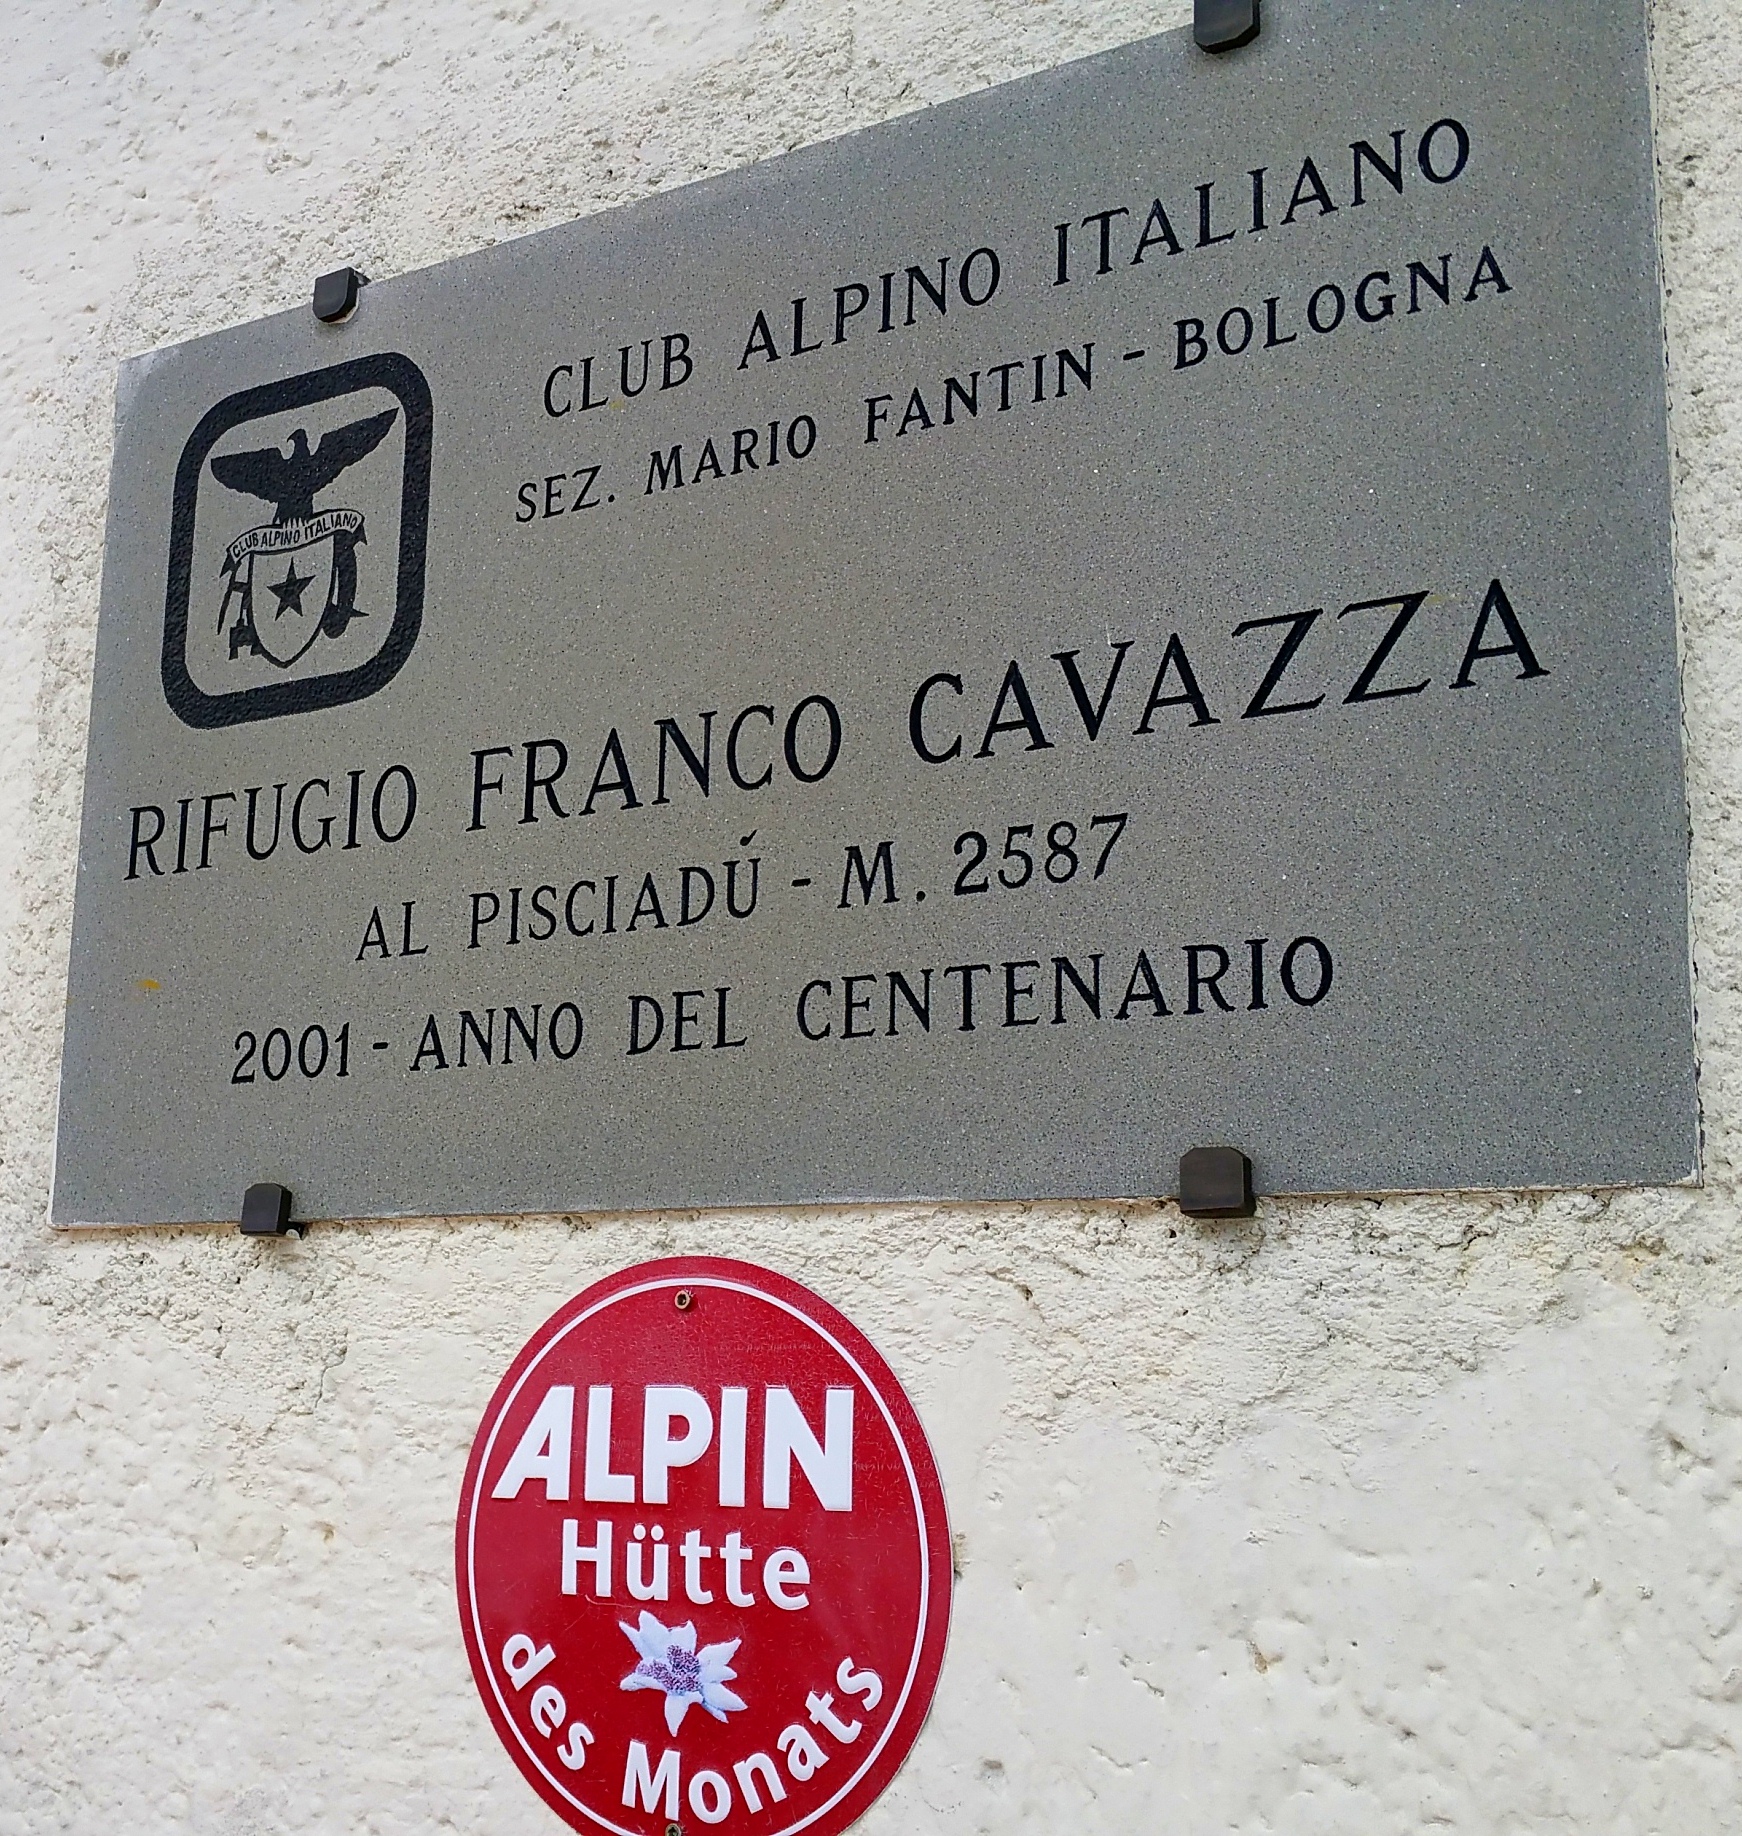 CLUB ALPINO ITALIANO
SEZ. MARIO FANTIN - BOLOGNA
CLUB ALPINO ITALIANO
RIFUGIO FRANCO CAVAZZA
AL PISCIADÚ - M. 2587
2001 - ANNO DEL CENTENARIO
ALPIN
Hütte
des Monats